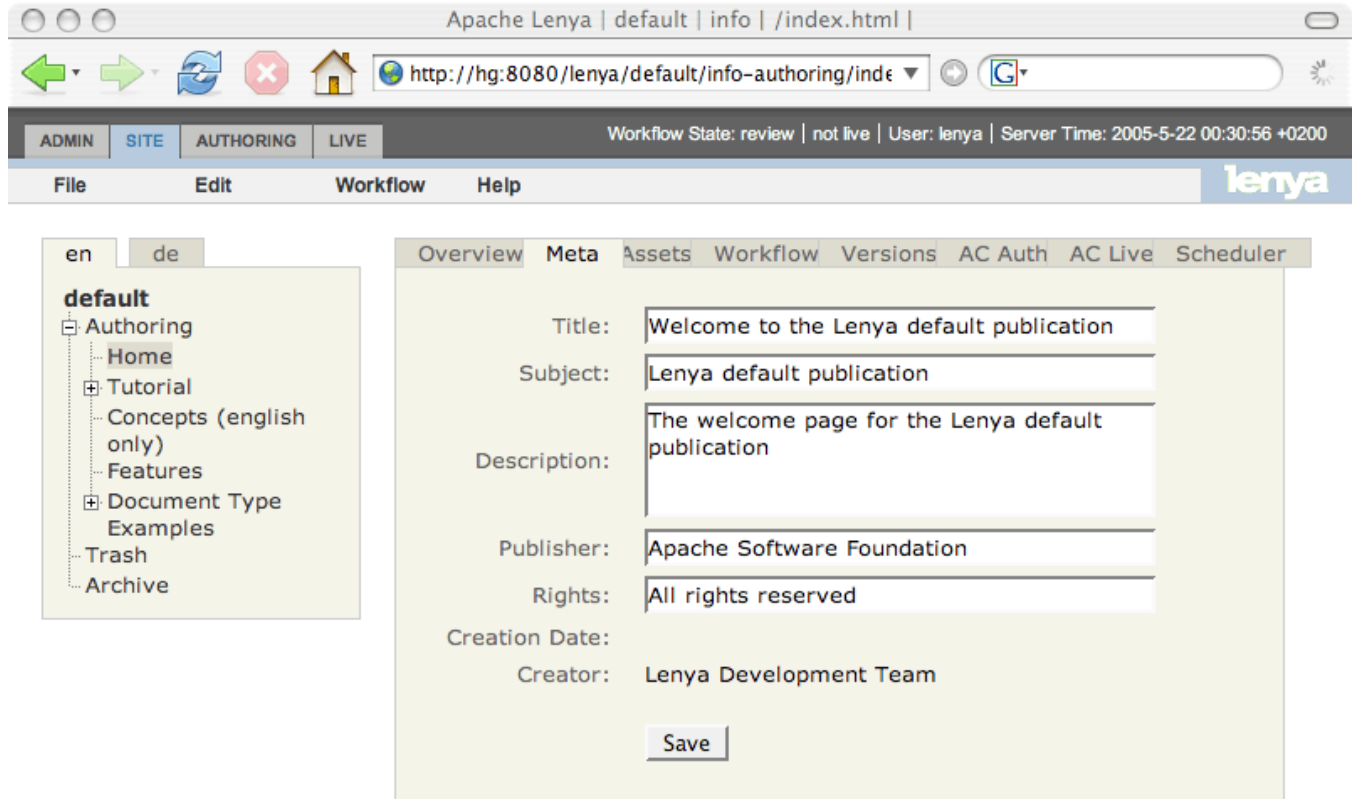 Apache Lenya | default | info | /index.html |
http://hg:8080/lenya/default/info-authoring/inde
G
ADMIN SITE AUTHORING LIVE Workflow State: review | not live | User: lenya | Server Time: 2005-5-22 00:30:56 +0200
File Edit Workflow Help lenya
en de
default
Authoring
Home
Tutorial
Concepts (english
only)
Features
Document Type
Examples
Trash
Archive
Overview Meta Assets Workflow Versions AC Auth AC Live Scheduler
Title: Welcome to the Lenya default publication
Subject: Lenya default publication
Description: The welcome page for the Lenya default
publication
Publisher: Apache Software Foundation
Rights: All rights reserved
Creation Date:
Creator: Lenya Development Team
Save